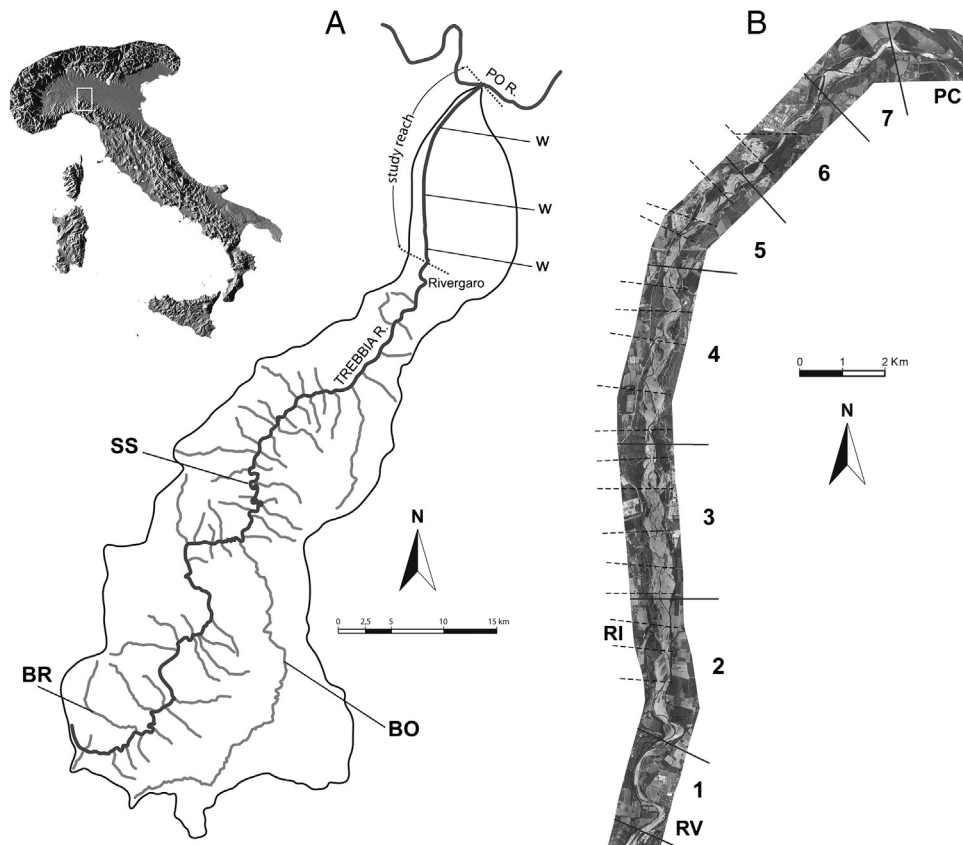 A
B
PO R.
study reach
W
W
W
Rivergaro
TREBBIA R.
SS
BR
BO
N
0 2,5 5 10 15 km
PC
7
6
5
4
3
2
1
RI
RV
0 1 2 Km
N